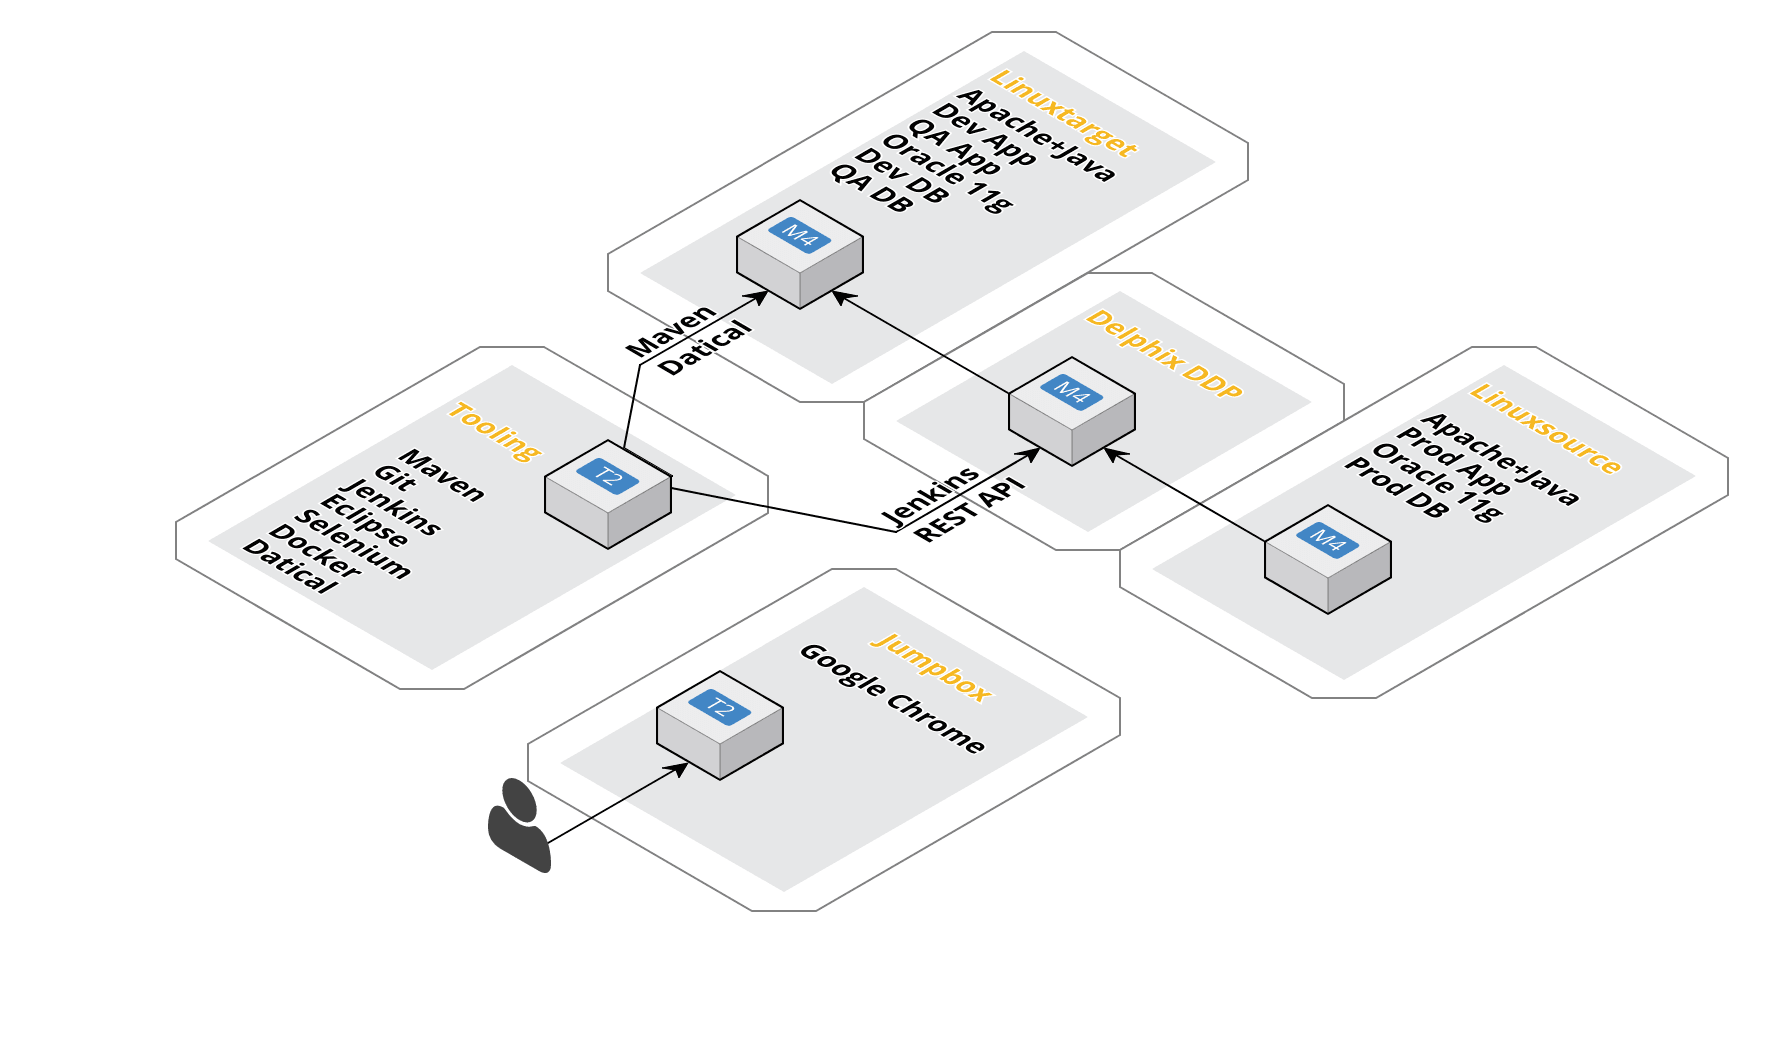 Linuxtarget
Apache+Java
Dev App
QA App
Oracle 11g
Dev DB
QA DB
M4
Maven
Datical
Delphix DDP
M4
Jenkins
REST API
Linuxsource
Apache+Java
Prod App
Oracle 11g
Prod DB
M4
Tooling
Maven
Git
Jenkins
Eclipse
Selenium
Docker
Datical
T2
Jumpbox
Google Chrome
T2